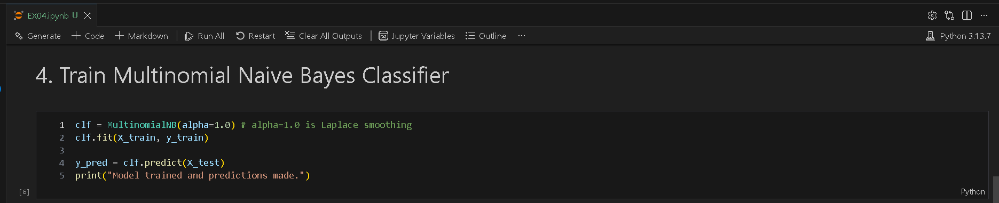 EX04.ipynb U
Generate Code Markdown Run All Restart Clear All Outputs Jupyter Variables Outline ... Python 3.13.7
4. Train Multinomial Naive Bayes Classifier
1 clf = MultinomialNB(alpha=1.0) # alpha=1.0 is Laplace smoothing
2 clf.fit(X_train, y_train)
3
4 y_pred = clf.predict(X_test)
5 print("Model trained and predictions made.")
[6] Python